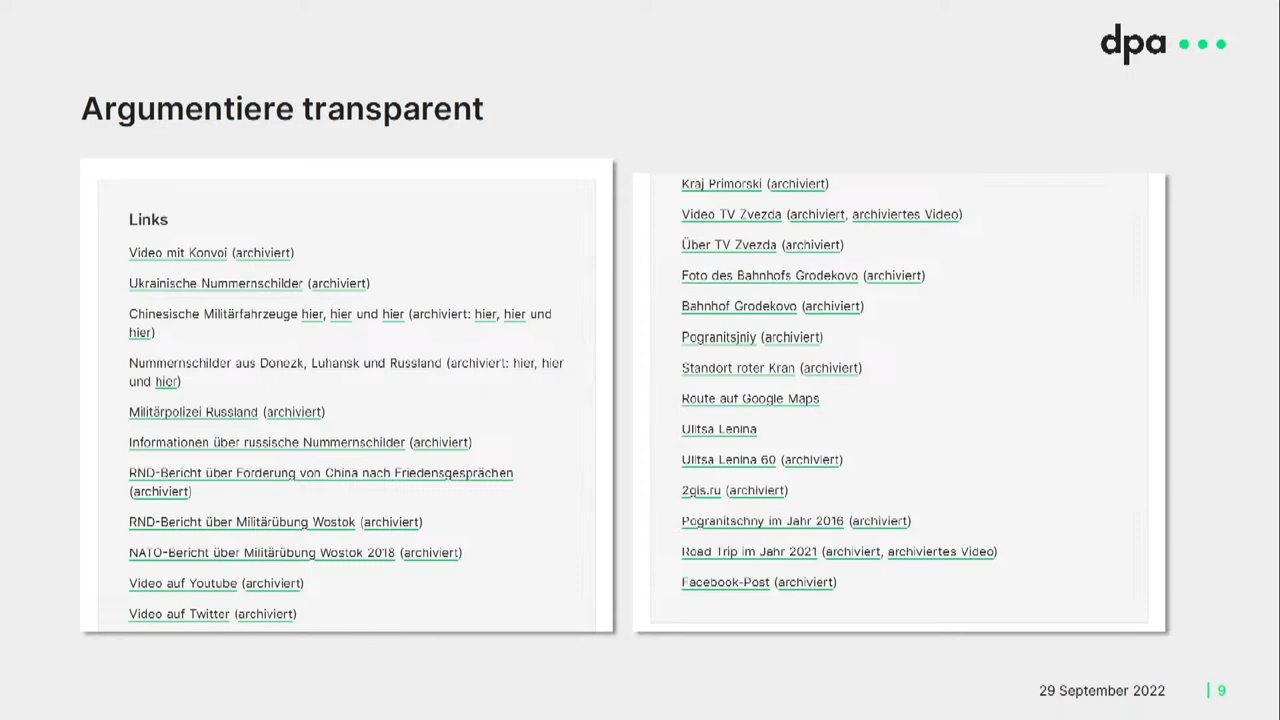 dpa
Argumentiere transparent
Links
Video mit Konvoi (archiviert)
Ukrainische Nummernschilder (archiviert)
Chinesische Militärfahrzeuge hier, hier und hier (archiviert: hier, hier und
hier)
Nummernschilder aus Donezk, Luhansk und Russland (archiviert: hier, hier
und hier)
Militärpolizei Russland (archiviert)
Informationen über russische Nummernschilder (archiviert)
RND-Bericht über Forderung von China nach Friedensgesprächen
(archiviert)
RND-Bericht über Militärübung Wostok (archiviert)
NATO-Bericht über Militärübung Wostok 2018 (archiviert)
Video auf Youtube (archiviert)
Video auf Twitter (archiviert)
Kraj Primorski (archiviert)
Video TV Zvezda (archiviert, archiviertes Video)
Über TV Zvezda (archiviert)
Foto des Bahnhofs Grodekovo (archiviert)
Bahnhof Grodekovo (archiviert)
Pogranitsjniy (archiviert)
Standort roter Kran (archiviert)
Route auf Google Maps
Ulitsa Lenina
Ulitsa Lenina 60 (archiviert)
2gis.ru (archiviert)
Pogranitschny im Jahr 2016 (archiviert)
Road Trip im Jahr 2021 (archiviert, archiviertes Video)
Facebook-Post (archiviert)
29 September 2022
9